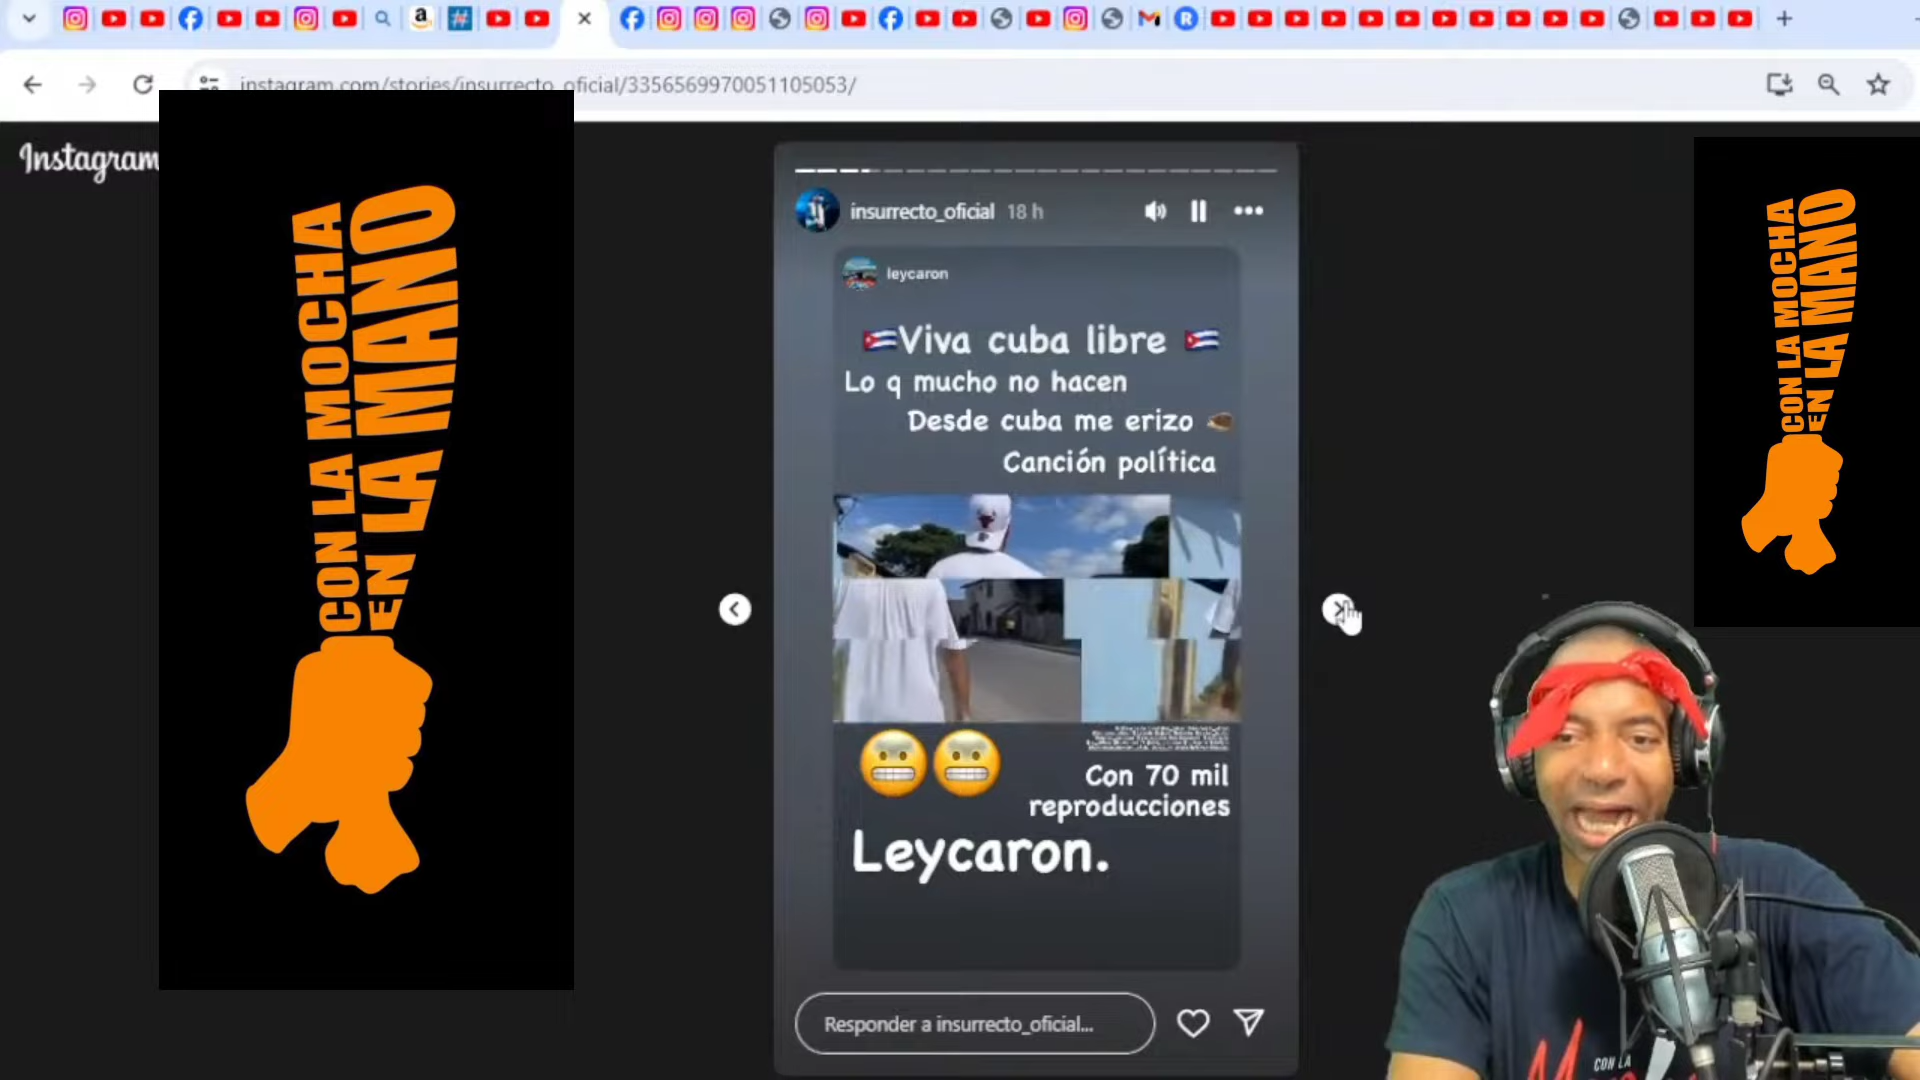 instagram.com/stories/insurrecto_oficial/3356569970051105053/
Instagram
CON LA MOCHA
EN LA MANO
insurrecto_oficial 18 h
leycaron
Viva cuba libre
Lo q mucho no hacen
Desde cuba me erizo
Canción política
Con 70 mil
reproducciones
Leycaron.
Responder a insurrecto_oficial...
CON LA MOCHA
EN LA MANO
CON LA